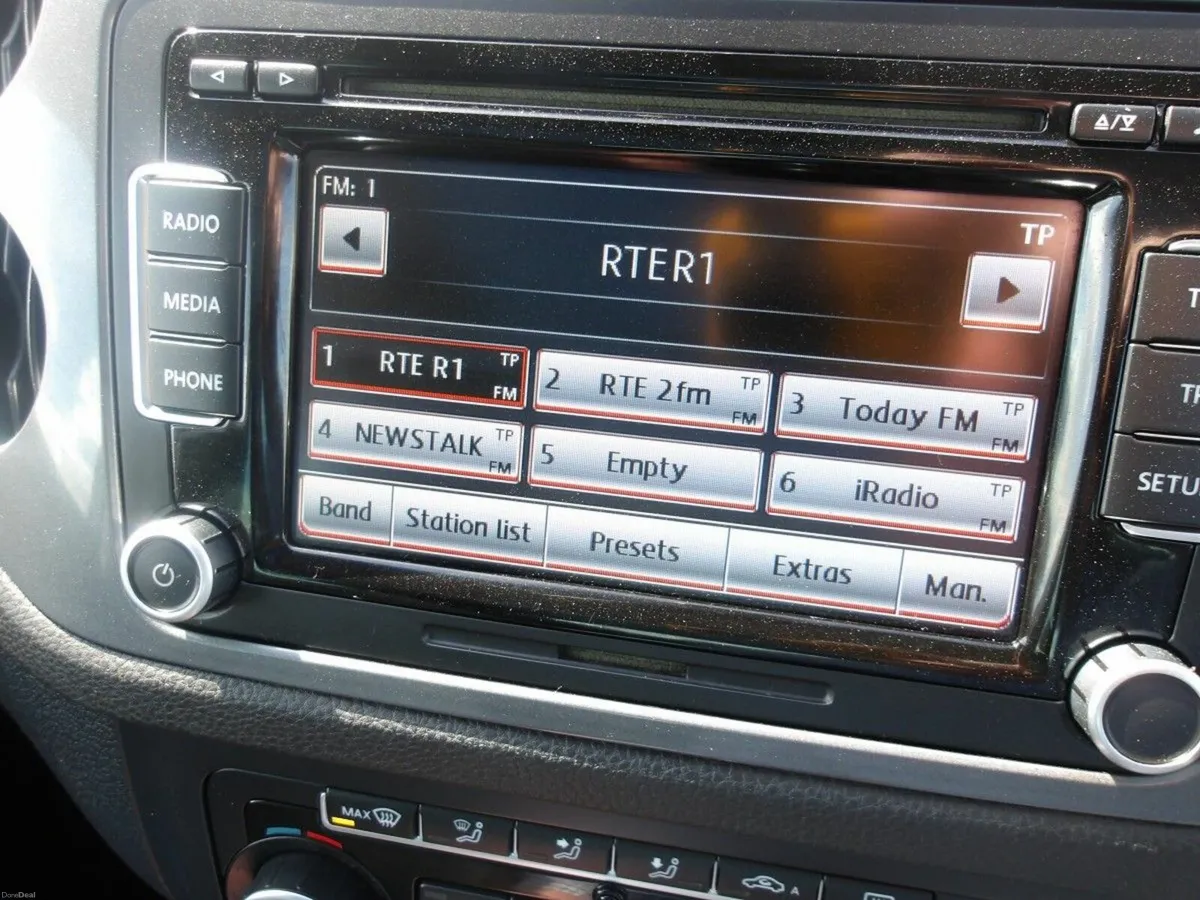 RADIO
MEDIA
PHONE
FM: 1
TP
RTER1
1 RTE R1 TP FM
2 RTE 2fm TP FM
3 Today FM TP FM
4 NEWSTALK TP FM
5 Empty
6 iRadio TP FM
Band Station list Presets Extras Man.
SETU
MAX
A
DoneDeal